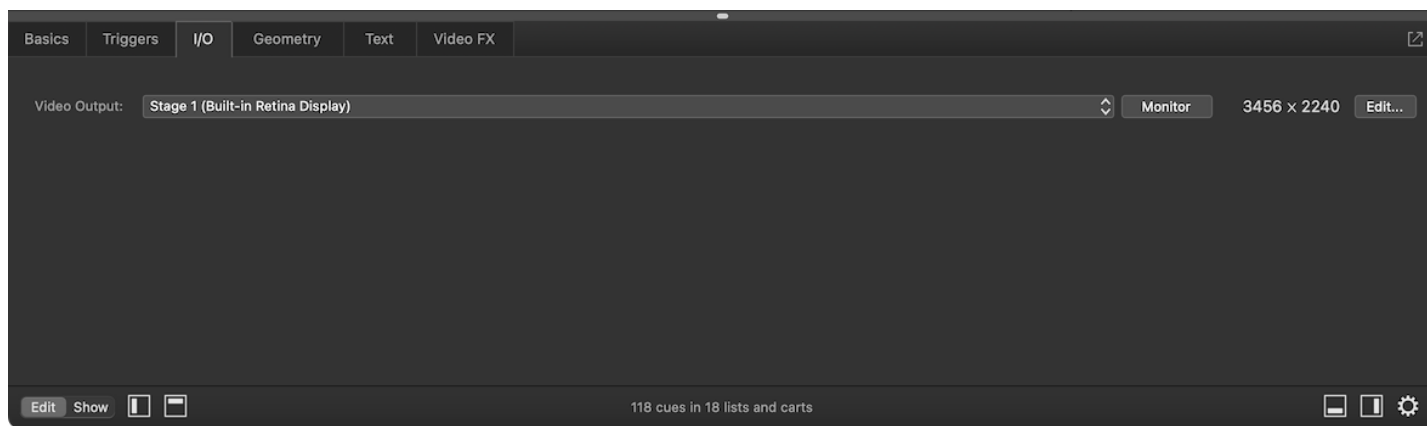 Basics Triggers I/O Geometry Text Video FX
Video Output: Stage 1 (Built-in Retina Display) Monitor 3456 × 2240 Edit...
Edit Show 118 cues in 18 lists and carts